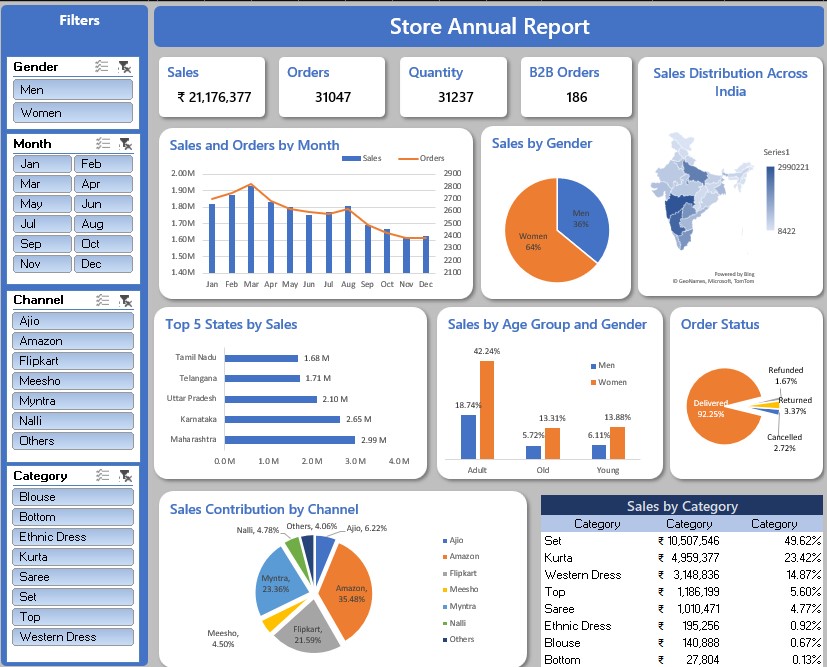 Filters
Gender
Men
Women
Month
Jan Feb
Mar Apr
May Jun
Jul Aug
Sep Oct
Nov Dec
Channel
Ajio
Amazon
Flipkart
Meesho
Myntra
Nalli
Others
Category
Blouse
Bottom
Ethnic Dress
Kurta
Saree
Set
Top
Western Dress
Store Annual Report
Sales
₹ 21,176,377
Orders
31047
Quantity
31237
B2B Orders
186
Sales Distribution Across
India
Series1
2990221
8422
Powered by Bing
© GeoNames, Microsoft, TomTom
Sales and Orders by Month
Sales Orders
2.00M 2900
1.90M 2800
1.80M 2700
1.70M 2600
1.60M 2500
1.50M 2400
1.40M 2300
2200
2100
Jan Feb Mar Apr May Jun Jul Aug Sep Oct Nov Dec
Sales by Gender
Men
36%
Women
64%
Top 5 States by Sales
Tamil Nadu 1.68 M
Telangana 1.71 M
Uttar Pradesh 2.10 M
Karnataka 2.65 M
Maharashtra 2.99 M
0.0 M 1.0 M 2.0 M 3.0 M 4.0 M
Sales by Age Group and Gender
42.24%
Men
Women
18.74%
13.31%
13.88%
5.72%
6.11%
Adult Old Young
Order Status
Refunded
1.67%
Delivered
92.25%
Returned
3.37%
Cancelled
2.72%
Sales Contribution by Channel
Nalli, 4.78%
Others, 4.06%
Ajio, 6.22%
Myntra,
23.36%
Amazon,
35.48%
Flipkart,
21.59%
Meesho,
4.50%
Ajio
Amazon
Flipkart
Meesho
Myntra
Nalli
Others
Sales by Category
Category Category Category
Set ₹ 10,507,546 49.62%
Kurta ₹ 4,959,377 23.42%
Western Dress ₹ 3,148,836 14.87%
Top ₹ 1,186,199 5.60%
Saree ₹ 1,010,471 4.77%
Ethnic Dress ₹ 195,256 0.92%
Blouse ₹ 140,888 0.67%
Bottom ₹ 27,804 0.13%